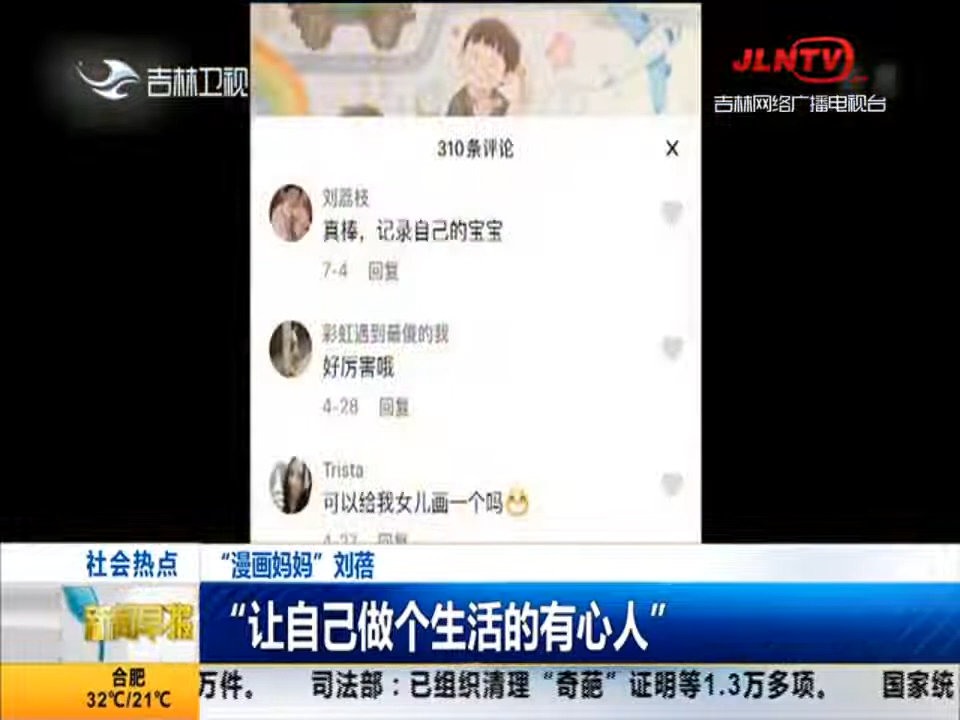 吉林卫视
JLNTV
吉林网络广播电视台
310条评论
X
刘荔枝
真棒，记录自己的宝宝
7-4 回复
彩虹遇到最傻的我
好厉害哦
4-28 回复
Trista
可以给我女儿画一个吗
4-27 回复
社会热点
“漫画妈妈”刘蓓
新闻早报
“让自己做个生活的有心人”
合肥
32℃/21℃
万件。 司法部：已组织清理“奇葩”证明等1.3万多项。 国家统